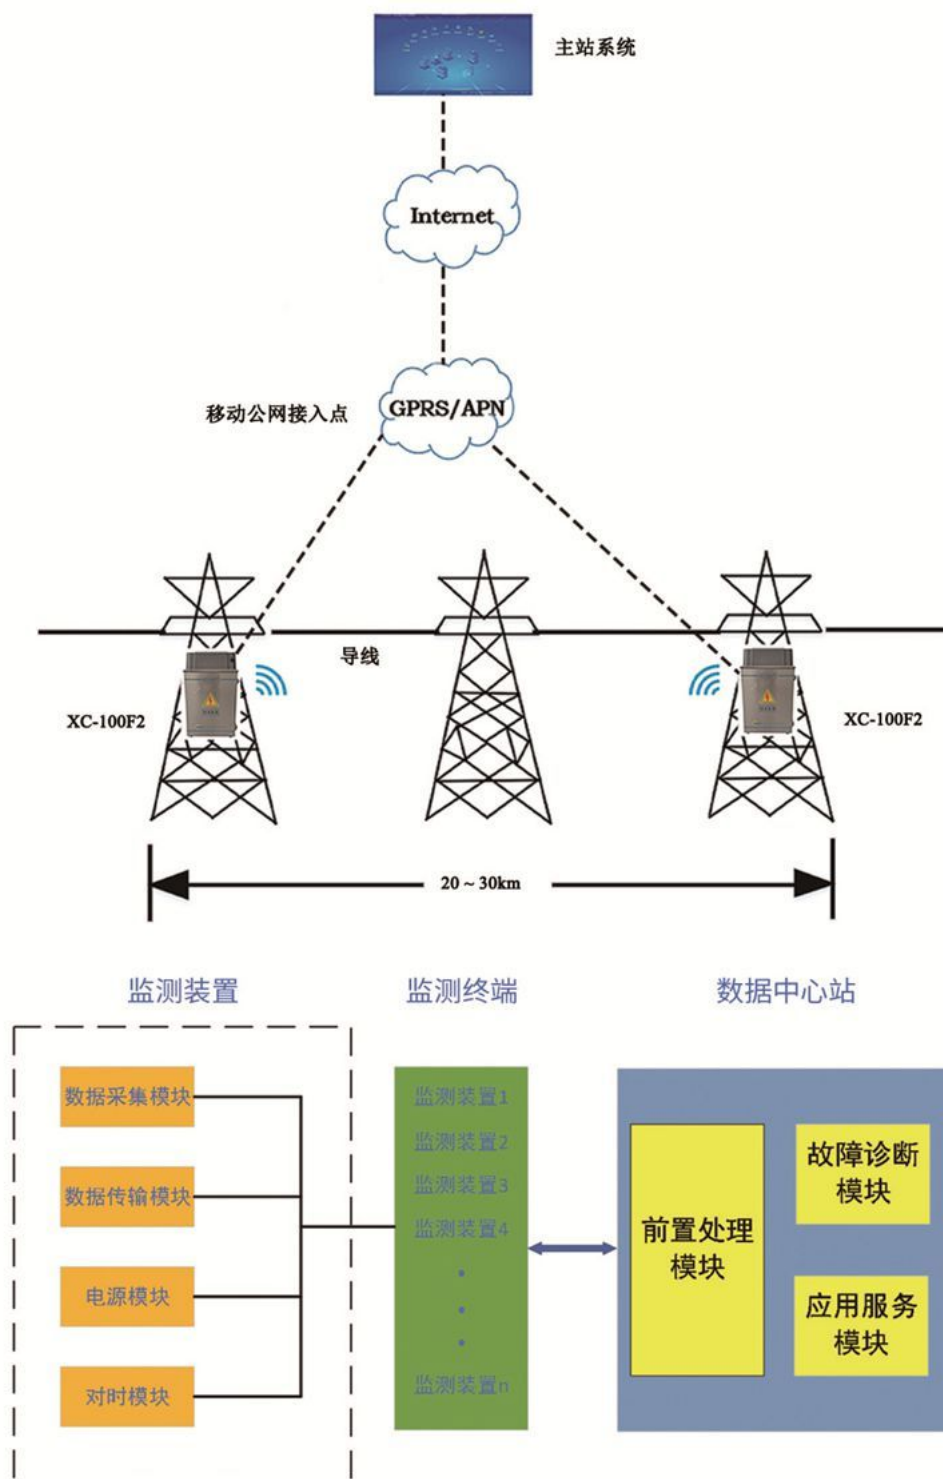 主站系统
Internet
移动公网接入点
GPRS/APN
导线
XC-100F2
XC-100F2
20 ~ 30km
监测装置
监测终端
数据中心站
数据采集模块
数据传输模块
电源模块
对时模块
监测装置1
监测装置2
监测装置3
监测装置4
监测装置n
前置处理
模块
故障诊断
模块
应用服务
模块